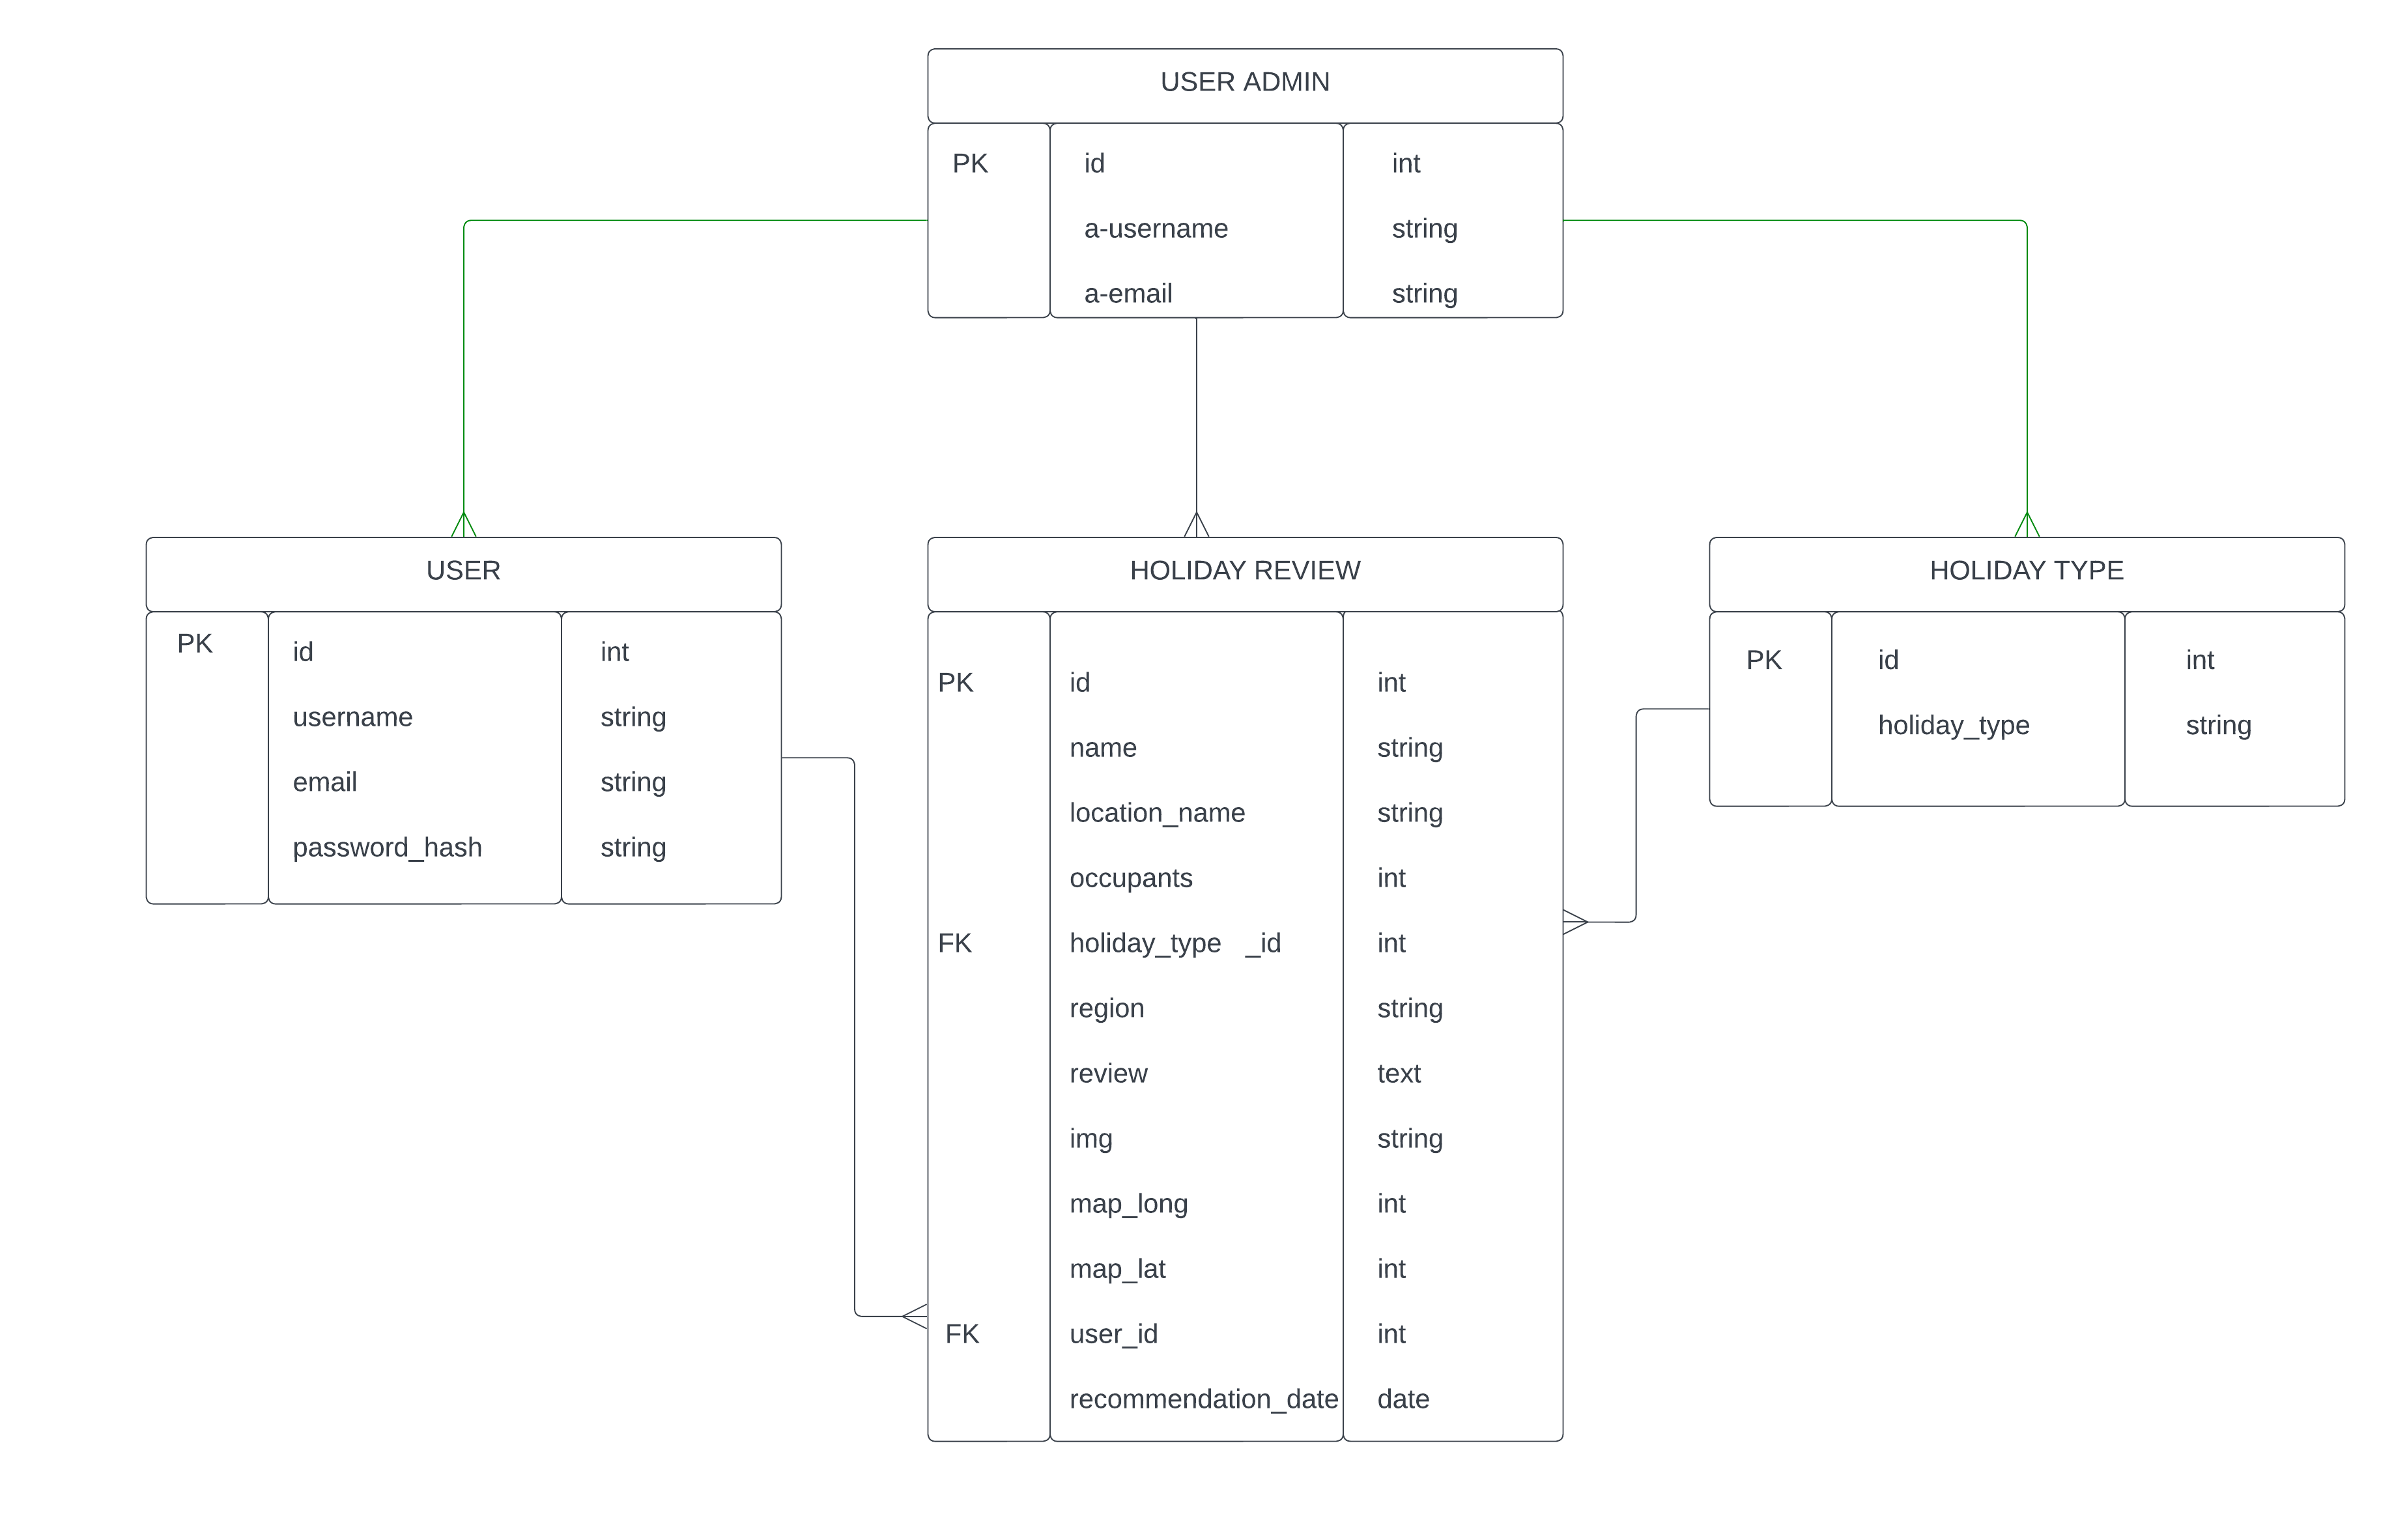 USER ADMIN
PK id int
a-username string
a-email string
USER
PK id int
username string
email string
password_hash string
HOLIDAY REVIEW
PK id int
name string
location_name string
occupants int
FK holiday_type _id int
region string
review text
img string
map_long int
map_lat int
FK user_id int
recommendation_date date
HOLIDAY TYPE
PK id int
holiday_type string